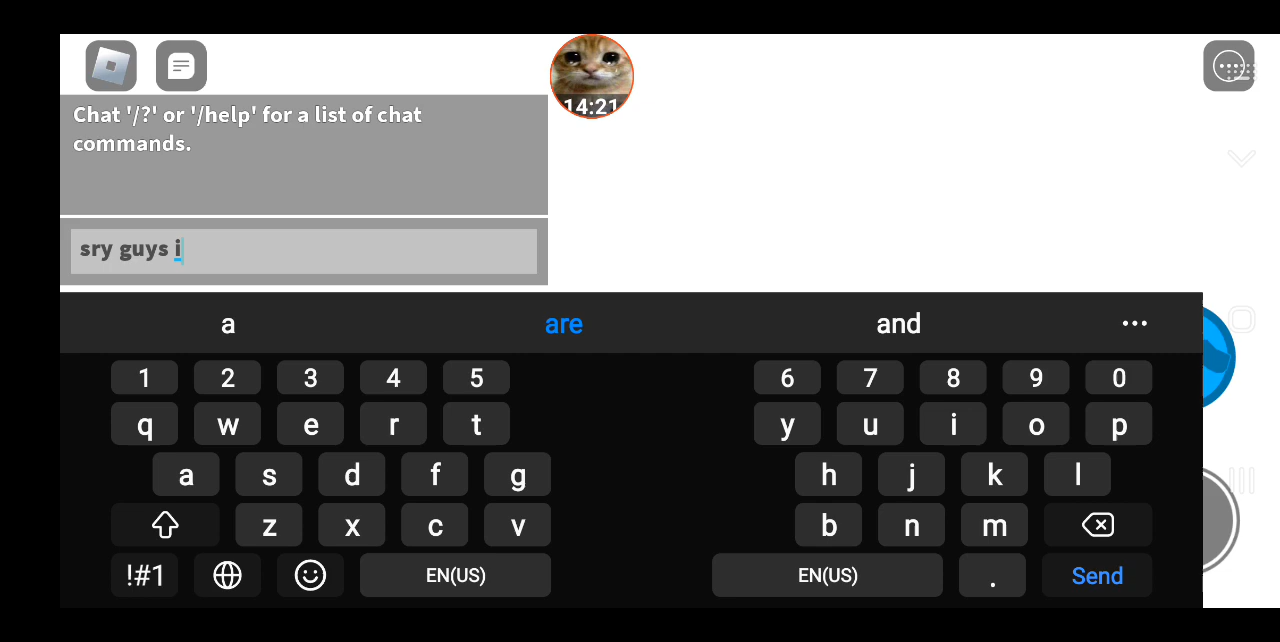 14:21
Chat '/?' or '/help' for a list of chat
commands.
sry guys i
a are and
1 2 3 4 5 6 7 8 9 0
q w e r t y u i o p
a s d f g h j k l
z x c v b n m
!#1 EN(US) EN(US) . Send